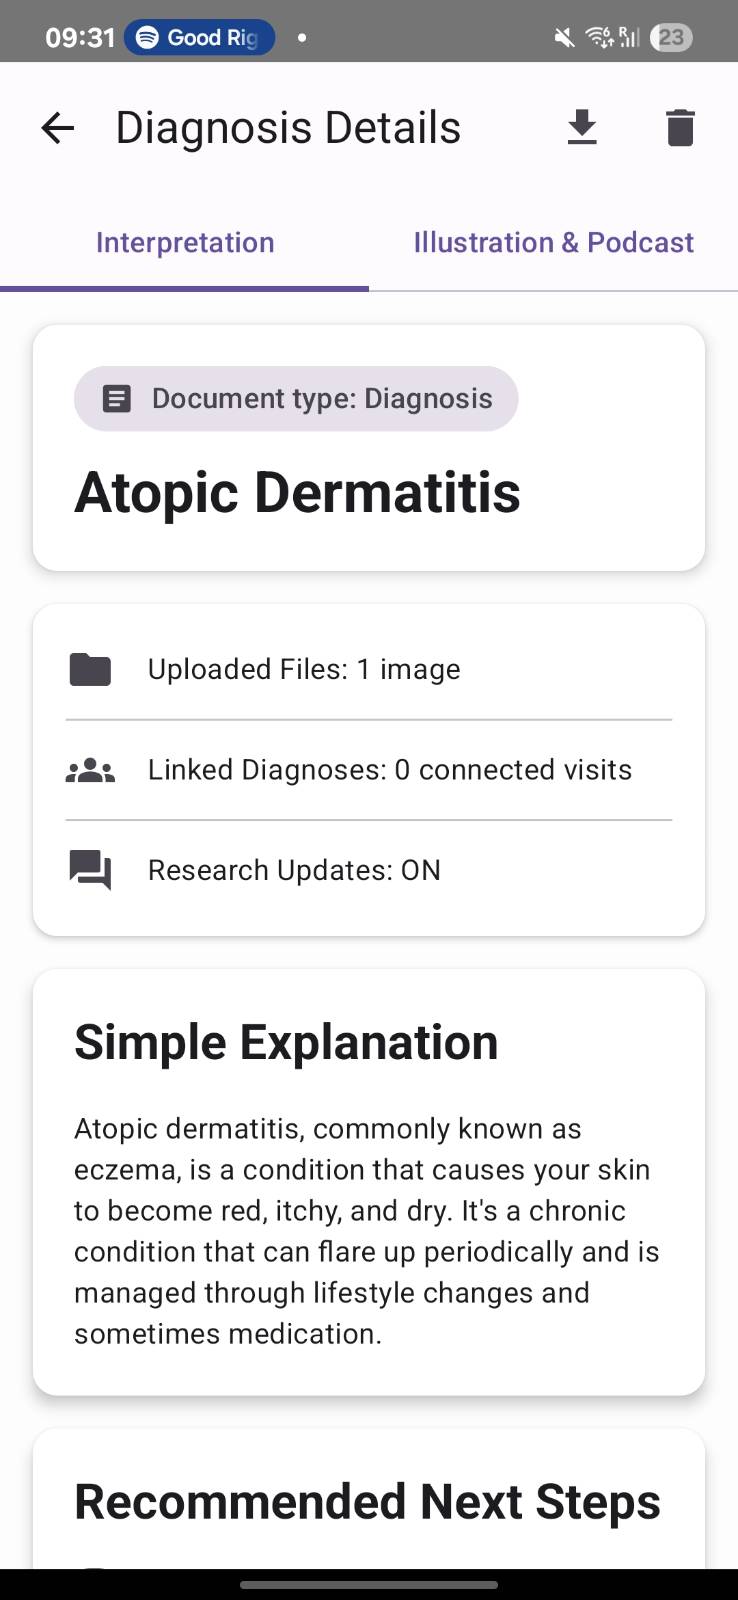 09:31 Good Rig R 23
Diagnosis Details
Interpretation Illustration & Podcast
Document type: Diagnosis
Atopic Dermatitis
Uploaded Files: 1 image
Linked Diagnoses: 0 connected visits
Research Updates: ON
Simple Explanation
Atopic dermatitis, commonly known as
eczema, is a condition that causes your skin
to become red, itchy, and dry. It's a chronic
condition that can flare up periodically and is
managed through lifestyle changes and
sometimes medication.
Recommended Next Steps